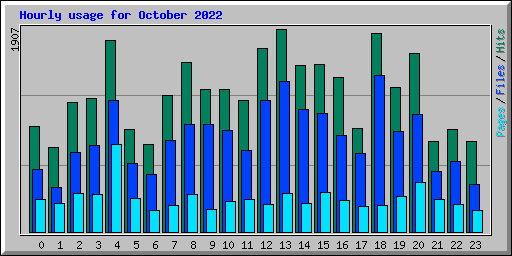 Hourly usage for October 2022
1907
Pages/Files/Hits
0 1 2 3 4 5 6 7 8 9 10 11 12 13 14 15 16 17 18 19 20 21 22 23